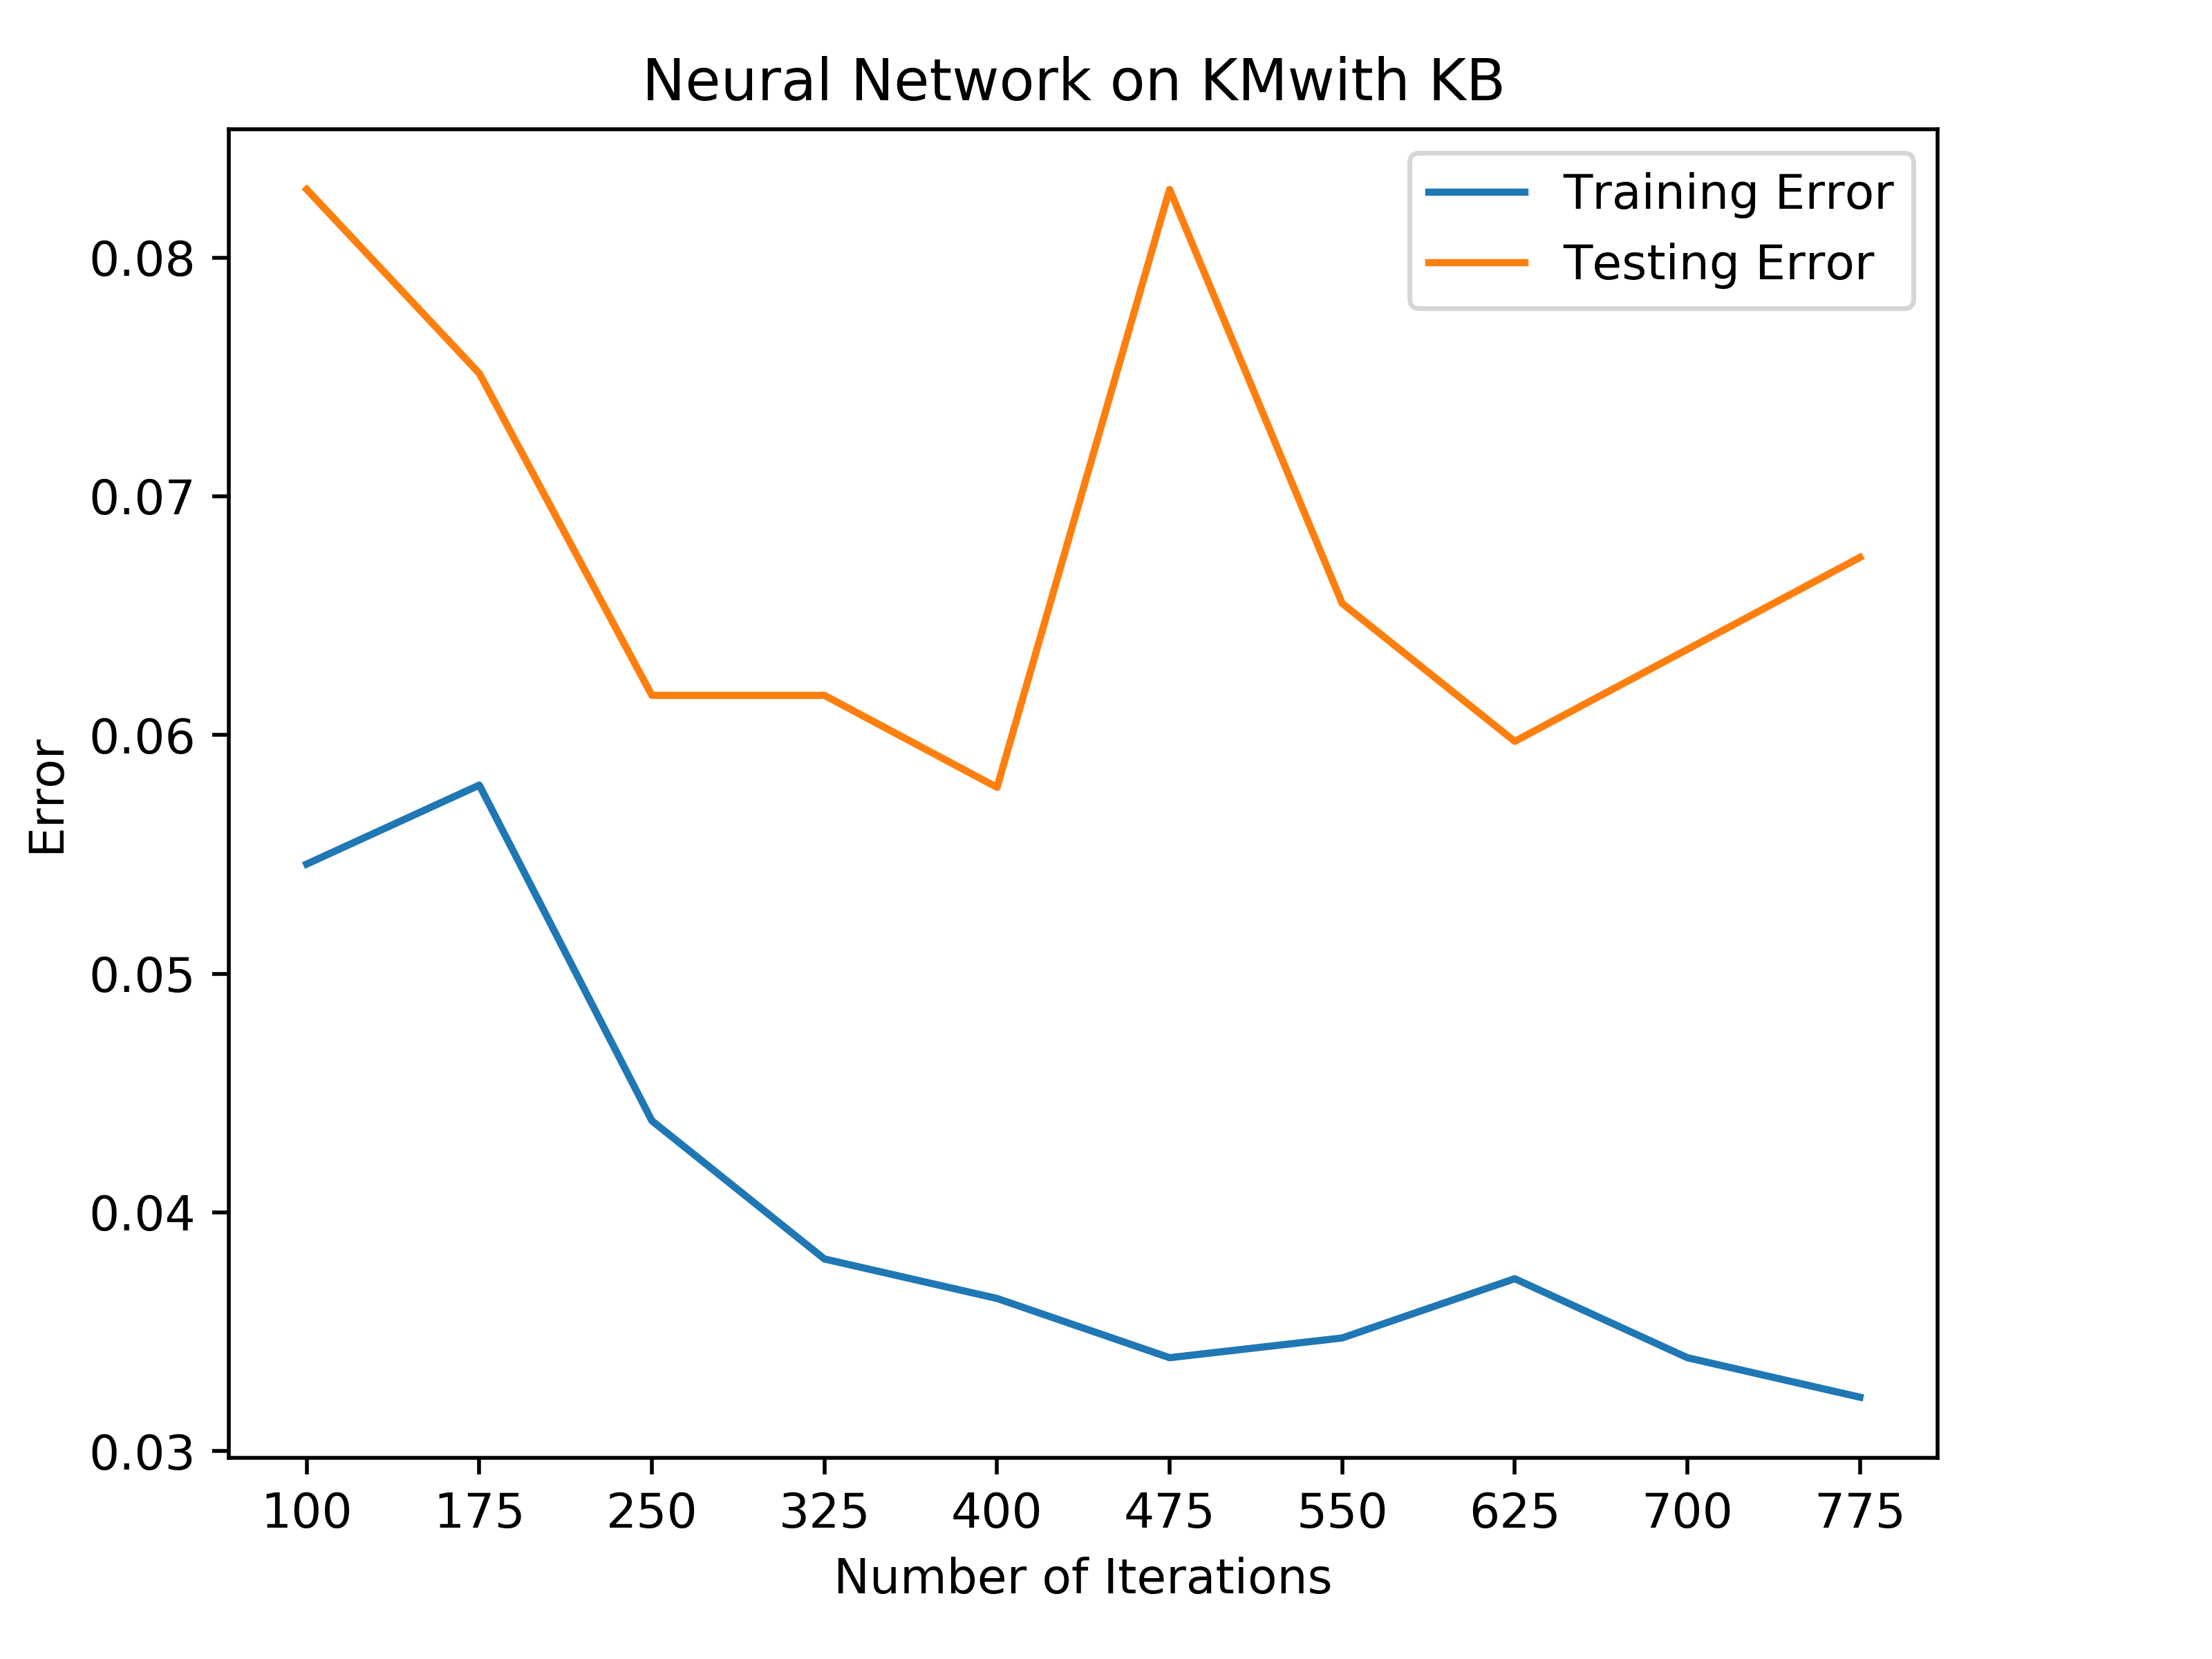 Neural Network on KMwith KB
Training Error
Testing Error
0.08
0.07
0.06
0.05
0.04
0.03
Error
100 175 250 325 400 475 550 625 700 775
Number of Iterations